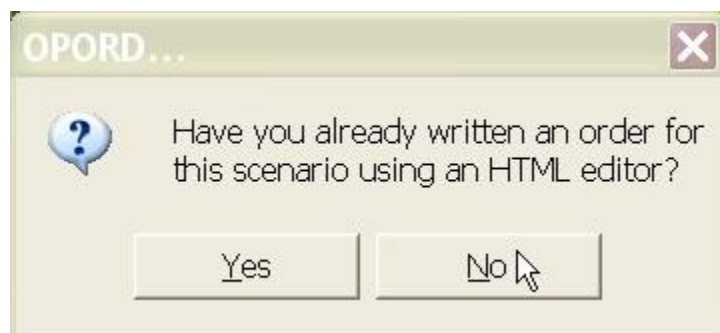 OPORD...
Have you already written an order for
this scenario using an HTML editor?
Yes
No